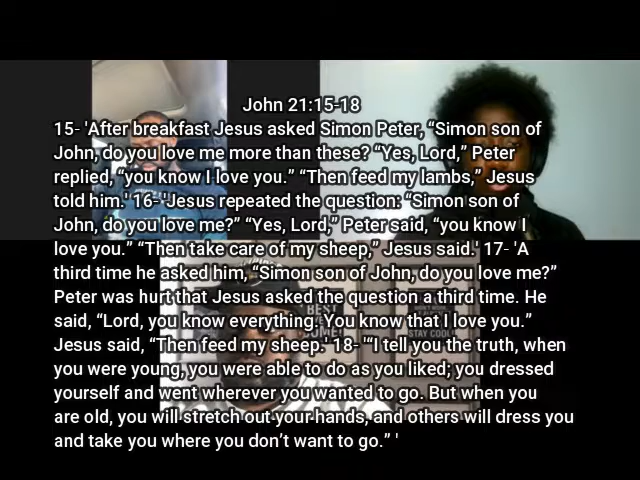 John 21:15-18
15- 'After breakfast Jesus asked Simon Peter, “Simon son of
John, do you love me more than these? “Yes, Lord,” Peter
replied, “you know I love you.” “Then feed my lambs,” Jesus
told him.' 16- 'Jesus repeated the question: “Simon son of
John, do you love me?” “Yes, Lord,” Peter said, “you know I
love you.” “Then take care of my sheep,” Jesus said.' 17- 'A
third time he asked him, “Simon son of John, do you love me?”
Peter was hurt that Jesus asked the question a third time. He
said, “Lord, you know everything. You know that I love you.”
Jesus said, “Then feed my sheep.' 18- '“I tell you the truth, when
you were young, you were able to do as you liked; you dressed
yourself and went wherever you wanted to go. But when you
are old, you will stretch out your hands, and others will dress you
and take you where you don’t want to go.” '
BEST
STAY COOL